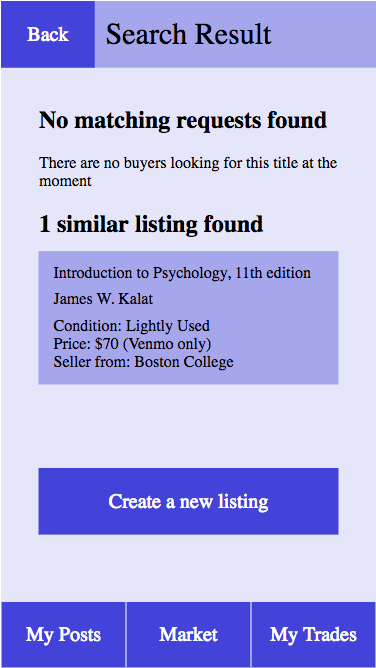 Back
Search Result
No matching requests found
There are no buyers looking for this title at the
moment
1 similar listing found
Introduction to Psychology, 11th edition
James W. Kalat
Condition: Lightly Used
Price: $70 (Venmo only)
Seller from: Boston College
Create a new listing
My Posts
Market
My Trades